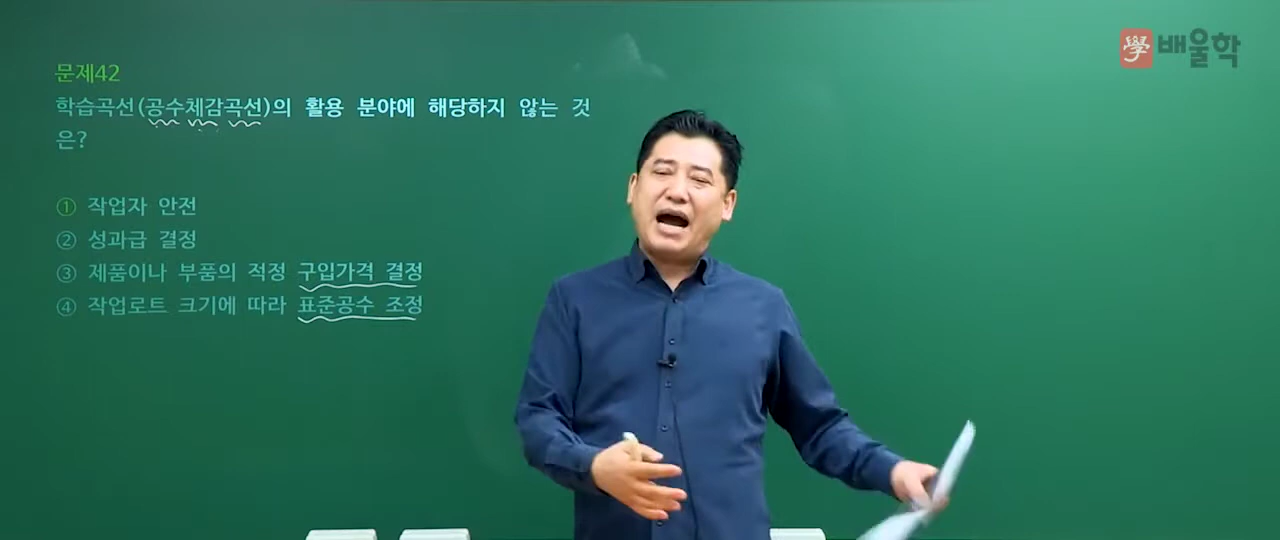 學 배울학
문제42
학습곡선(공수체감곡선)의 활용 분야에 해당하지 않는 것
은?
① 작업자 안전
② 성과급 결정
③ 제품이나 부품의 적정 구입가격 결정
④ 작업로트 크기에 따라 표준공수 조정